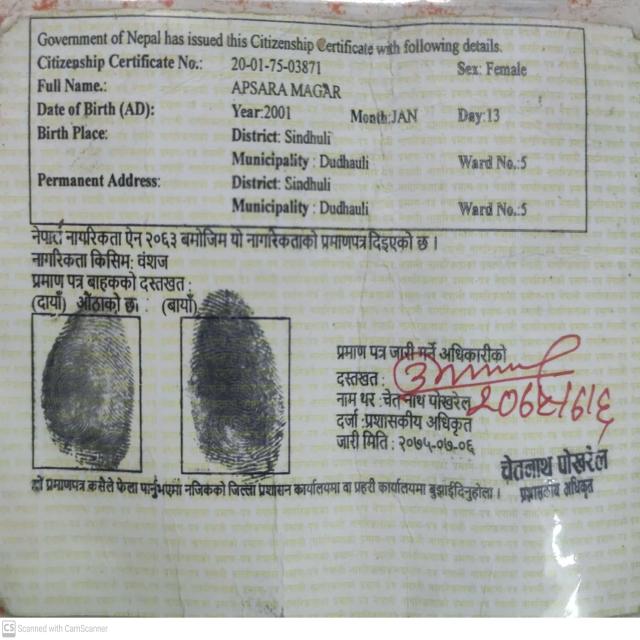 Government of Nepal has issued this Citizenship Certificate with following details.
Citizenship Certificate No.: 20-01-75-03871 Sex: Female
Full Name.: APSARA MAGAR
Date of Birth (AD): Year:2001 Month:JAN Day:13
Birth Place: District: Sindhuli
Municipality : Dudhauli Ward No.:5
Permanent Address: District: Sindhuli
Municipality : Dudhauli Ward No.:5
नेपाल नागरिकता ऐन २०६३ बमोजिम यो नागरिकताको प्रमाणपत्र दिइएको छ ।
नागरिकता किसिम: वंशज
प्रमाण पत्र बाहकको दस्तखत :
(दायाँ) औंठाको छाप : (बायाँ)
प्रमाण पत्र जारी गर्ने अधिकारीको
दस्तखत :
नाम थर : चेत नाथ पोखरेल
दर्जा : प्रशासकीय अधिकृत
जारी मिति : २०७५-०७-०६
चेतनाथ पोखरेल
प्रशासकीय अधिकृत
यो प्रमाणपत्र कसैले फेला पार्नुभएमा नजिकको जिल्ला प्रशासन कार्यालयमा वा प्रहरी कार्यालयमा बुझाईदिनुहोला ।
CS Scanned with CamScanner